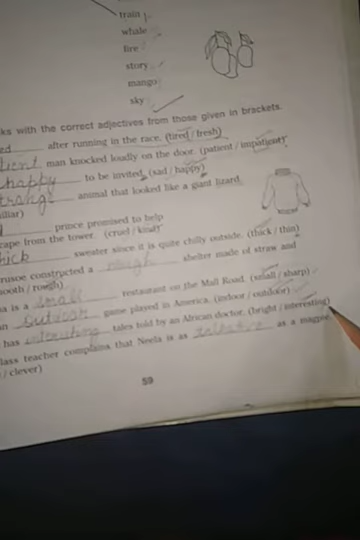 train
whale
fire
story
mango
sky
ks with the correct adjectives from those given in brackets.
ed after running in the race. (tired / fresh)
tient man knocked loudly on the door. (patient / impatient)
happy to be invited. (sad / happy)
trange animal that looked like a giant lizard.
iliar)
prince promised to help
cape from the tower. (cruel / kind)
hick sweater since it is quite chilly outside. (thick / thin)
rusoe constructed a rough shelter made of straw and
ooth / rough)
a is a small restaurant on the Mall Road. (small / sharp)
an outdoor game played in America. (indoor / outdoor)
has interesting tales told by an African doctor. (bright / interesting)
lass teacher complains that Neela is as talkative as a magpie
/ clever)
59